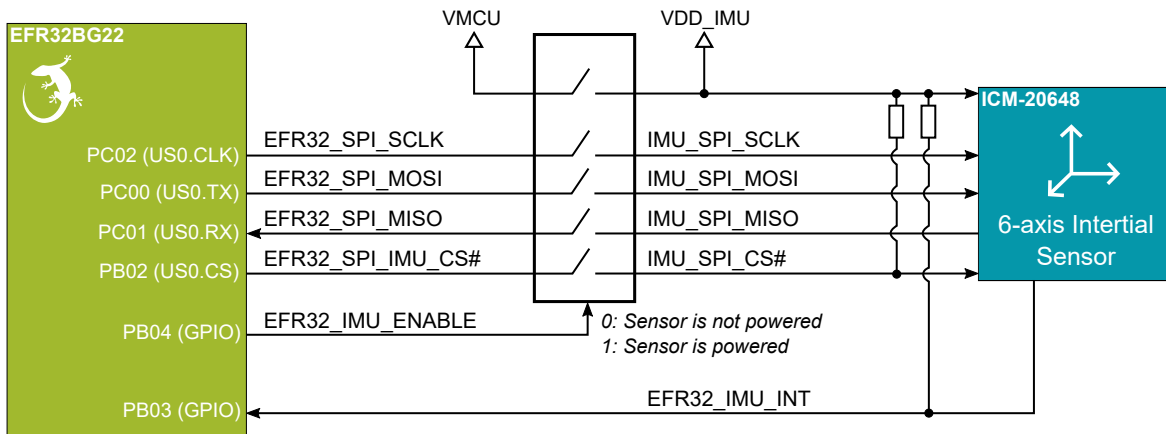 VMCU
VDD_IMU
EFR32BG22
ICM-20648
PC02 (US0.CLK)
EFR32_SPI_SCLK
IMU_SPI_SCLK
PC00 (US0.TX)
EFR32_SPI_MOSI
IMU_SPI_MOSI
PC01 (US0.RX)
EFR32_SPI_MISO
IMU_SPI_MISO
6-axis Intertial
Sensor
PB02 (US0.CS)
EFR32_SPI_IMU_CS#
IMU_SPI_CS#
PB04 (GPIO)
EFR32_IMU_ENABLE
0: Sensor is not powered
1: Sensor is powered
PB03 (GPIO)
EFR32_IMU_INT